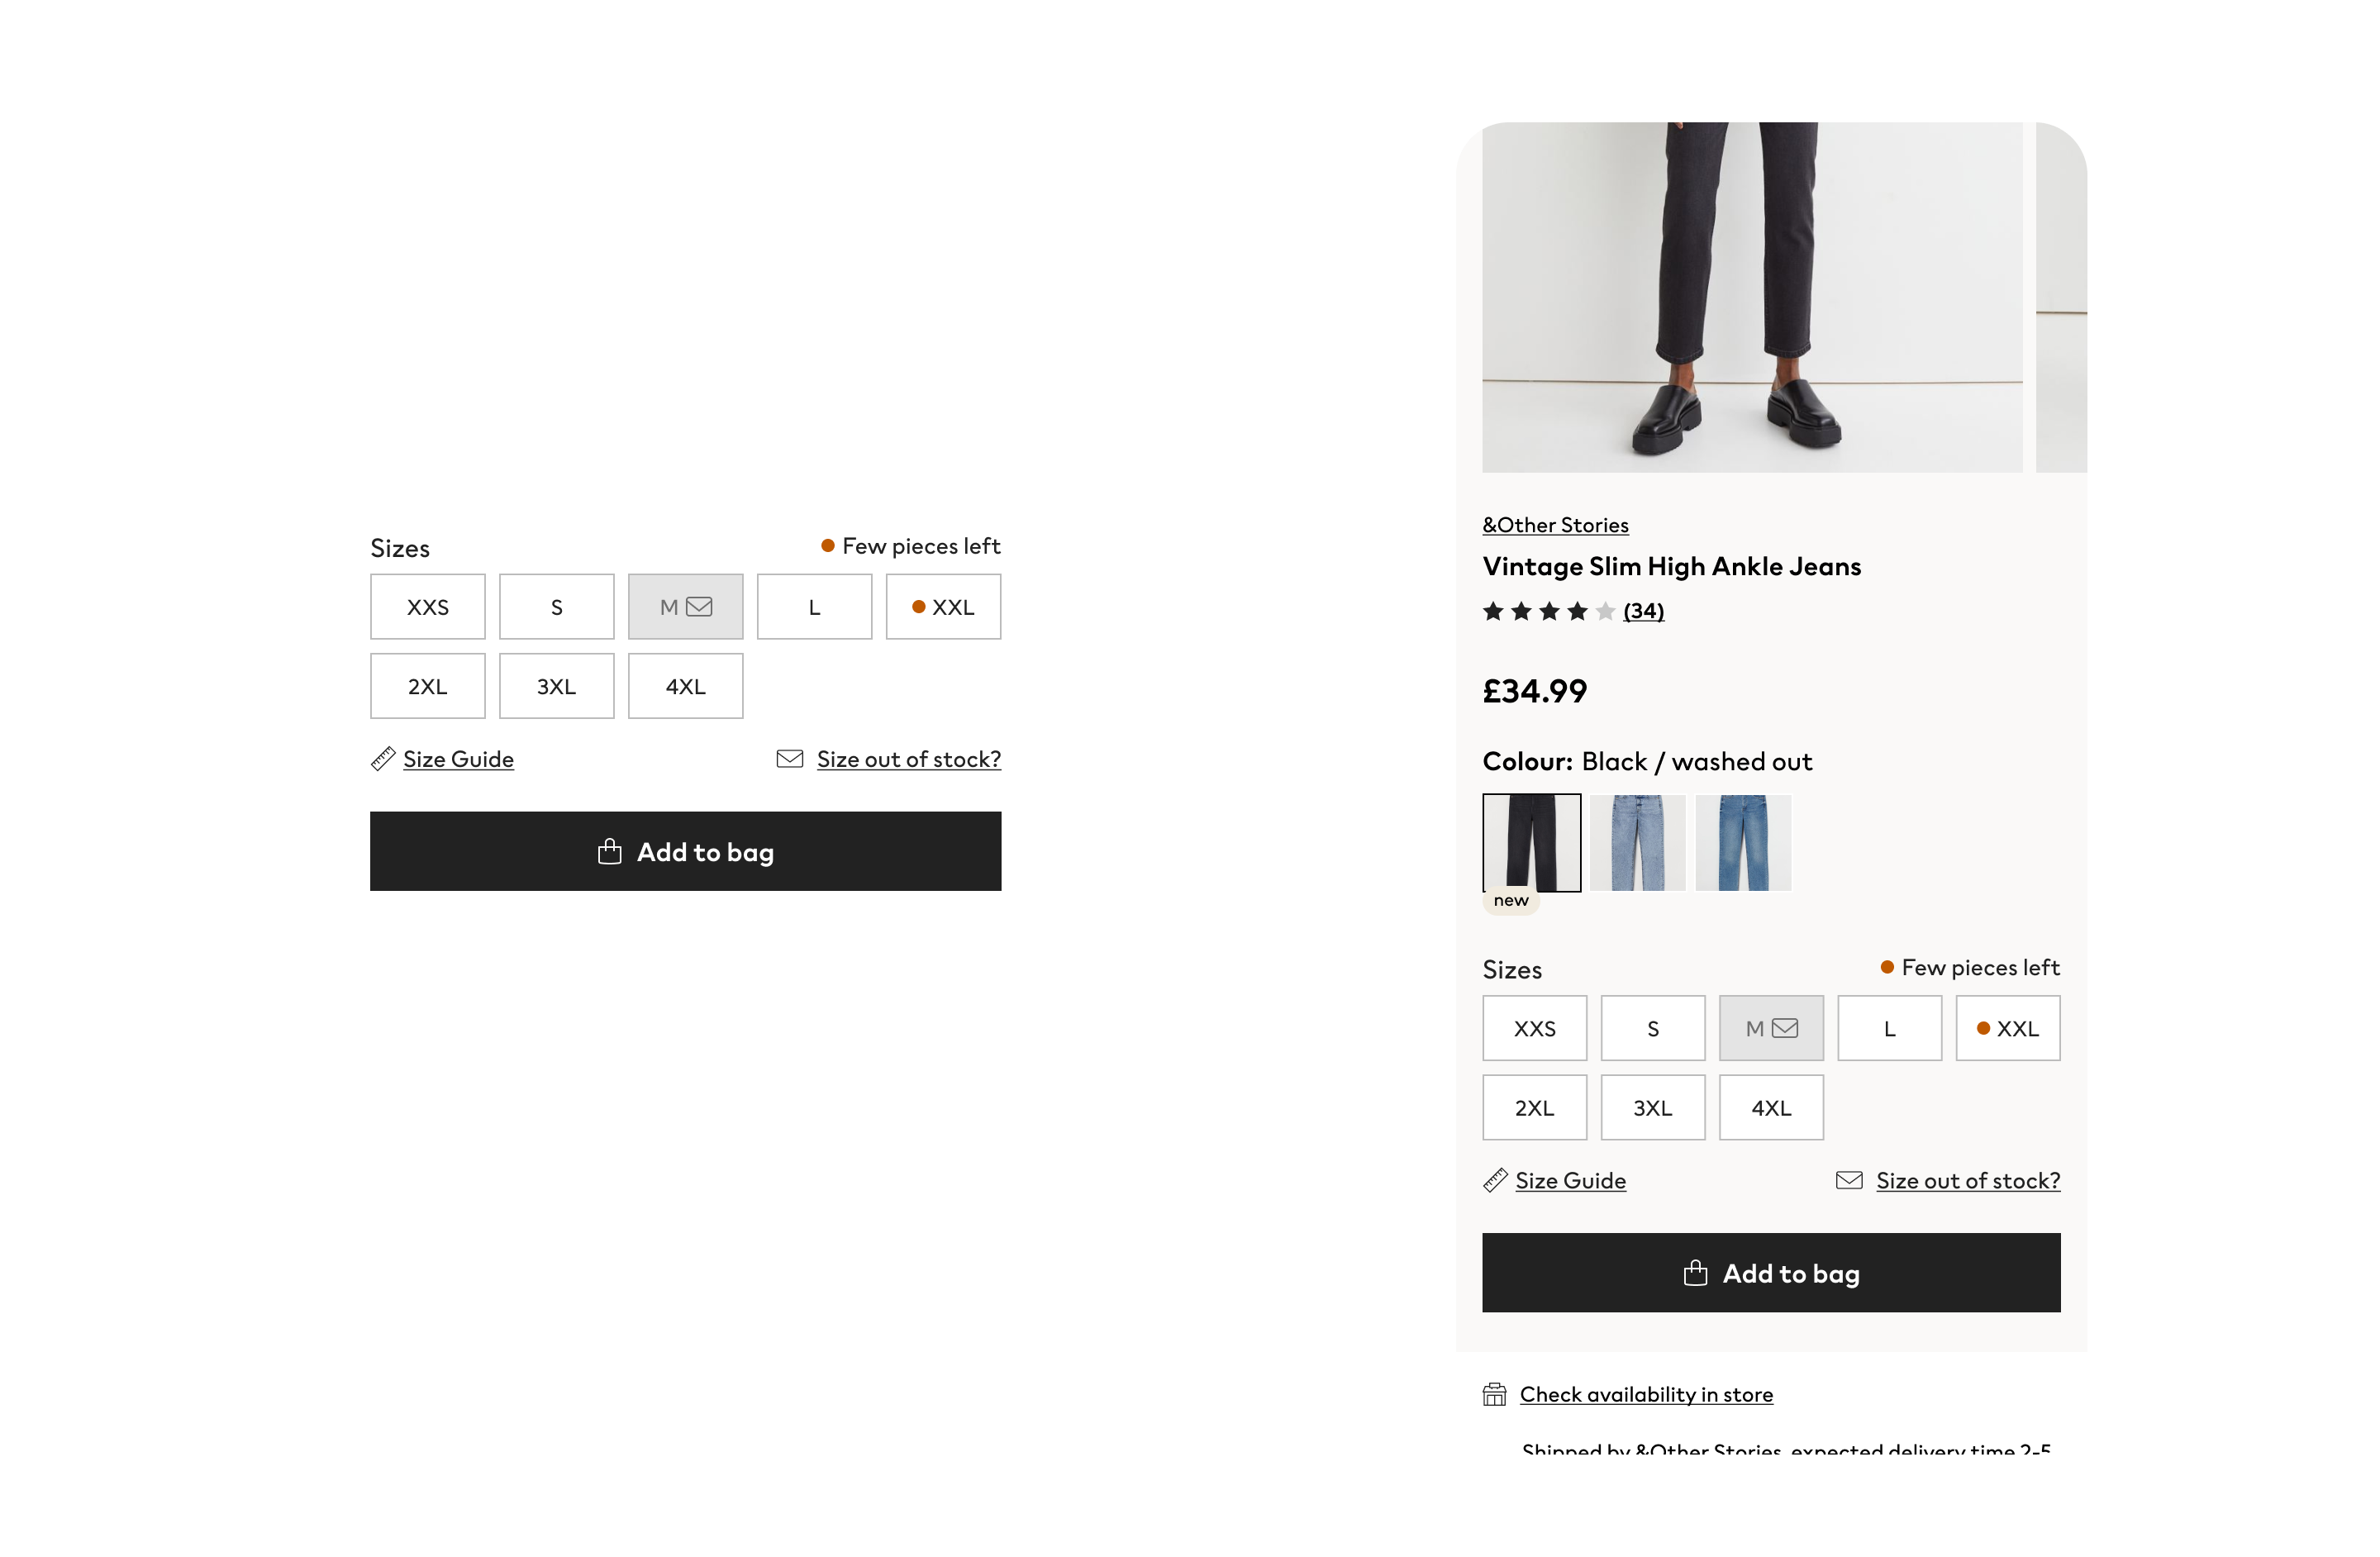 Sizes
Few pieces left
XXS S M L XXL
2XL 3XL 4XL
Size Guide
Size out of stock?
Add to bag
&Other Stories
Vintage Slim High Ankle Jeans
(34)
£34.99
Colour: Black / washed out
new
Sizes
Few pieces left
XXS S M L XXL
2XL 3XL 4XL
Size Guide
Size out of stock?
Add to bag
Check availability in store
Shipped by &Other Stories, expected delivery time 2-5